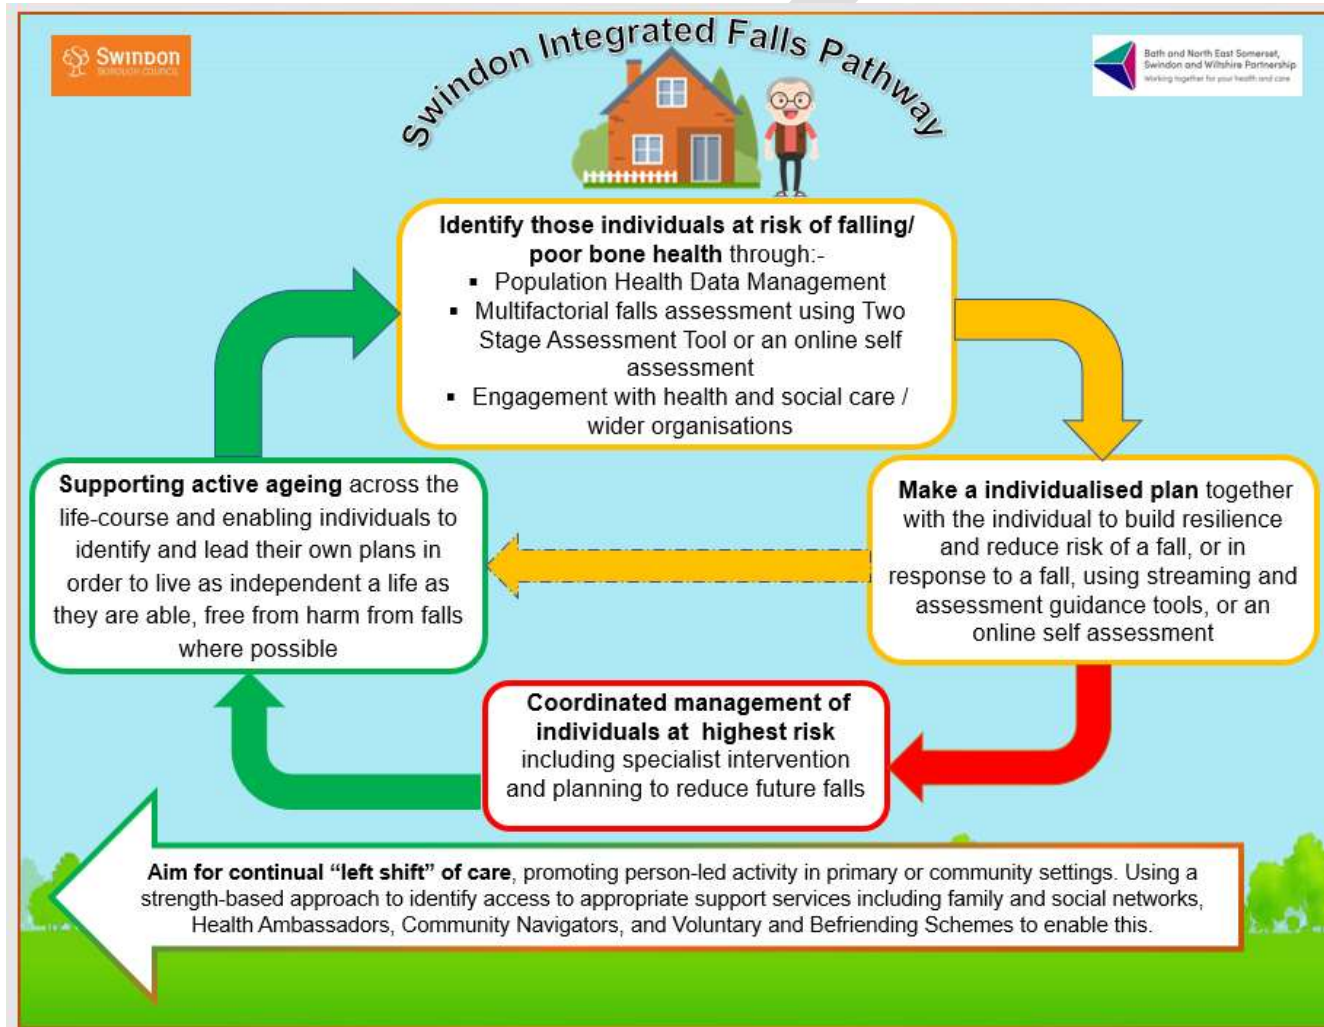 Swindon
BOROUGH COUNCIL
Swindon Integrated Falls Pathway
Bath and North East Somerset,
Swindon and Wiltshire Partnership
Working together for your health and care
Identify those individuals at risk of falling/
poor bone health through:-
▪ Population Health Data Management
▪ Multifactorial falls assessment using Two
Stage Assessment Tool or an online self
assessment
▪ Engagement with health and social care /
wider organisations
Supporting active ageing across the
life-course and enabling individuals to
identify and lead their own plans in
order to live as independent a life as
they are able, free from harm from falls
where possible
Make a individualised plan together
with the individual to build resilience
and reduce risk of a fall, or in
response to a fall, using streaming and
assessment guidance tools, or an
online self assessment
Coordinated management of
individuals at highest risk
including specialist intervention
and planning to reduce future falls
Aim for continual “left shift” of care, promoting person-led activity in primary or community settings. Using a
strength-based approach to identify access to appropriate support services including family and social networks,
Health Ambassadors, Community Navigators, and Voluntary and Befriending Schemes to enable this.